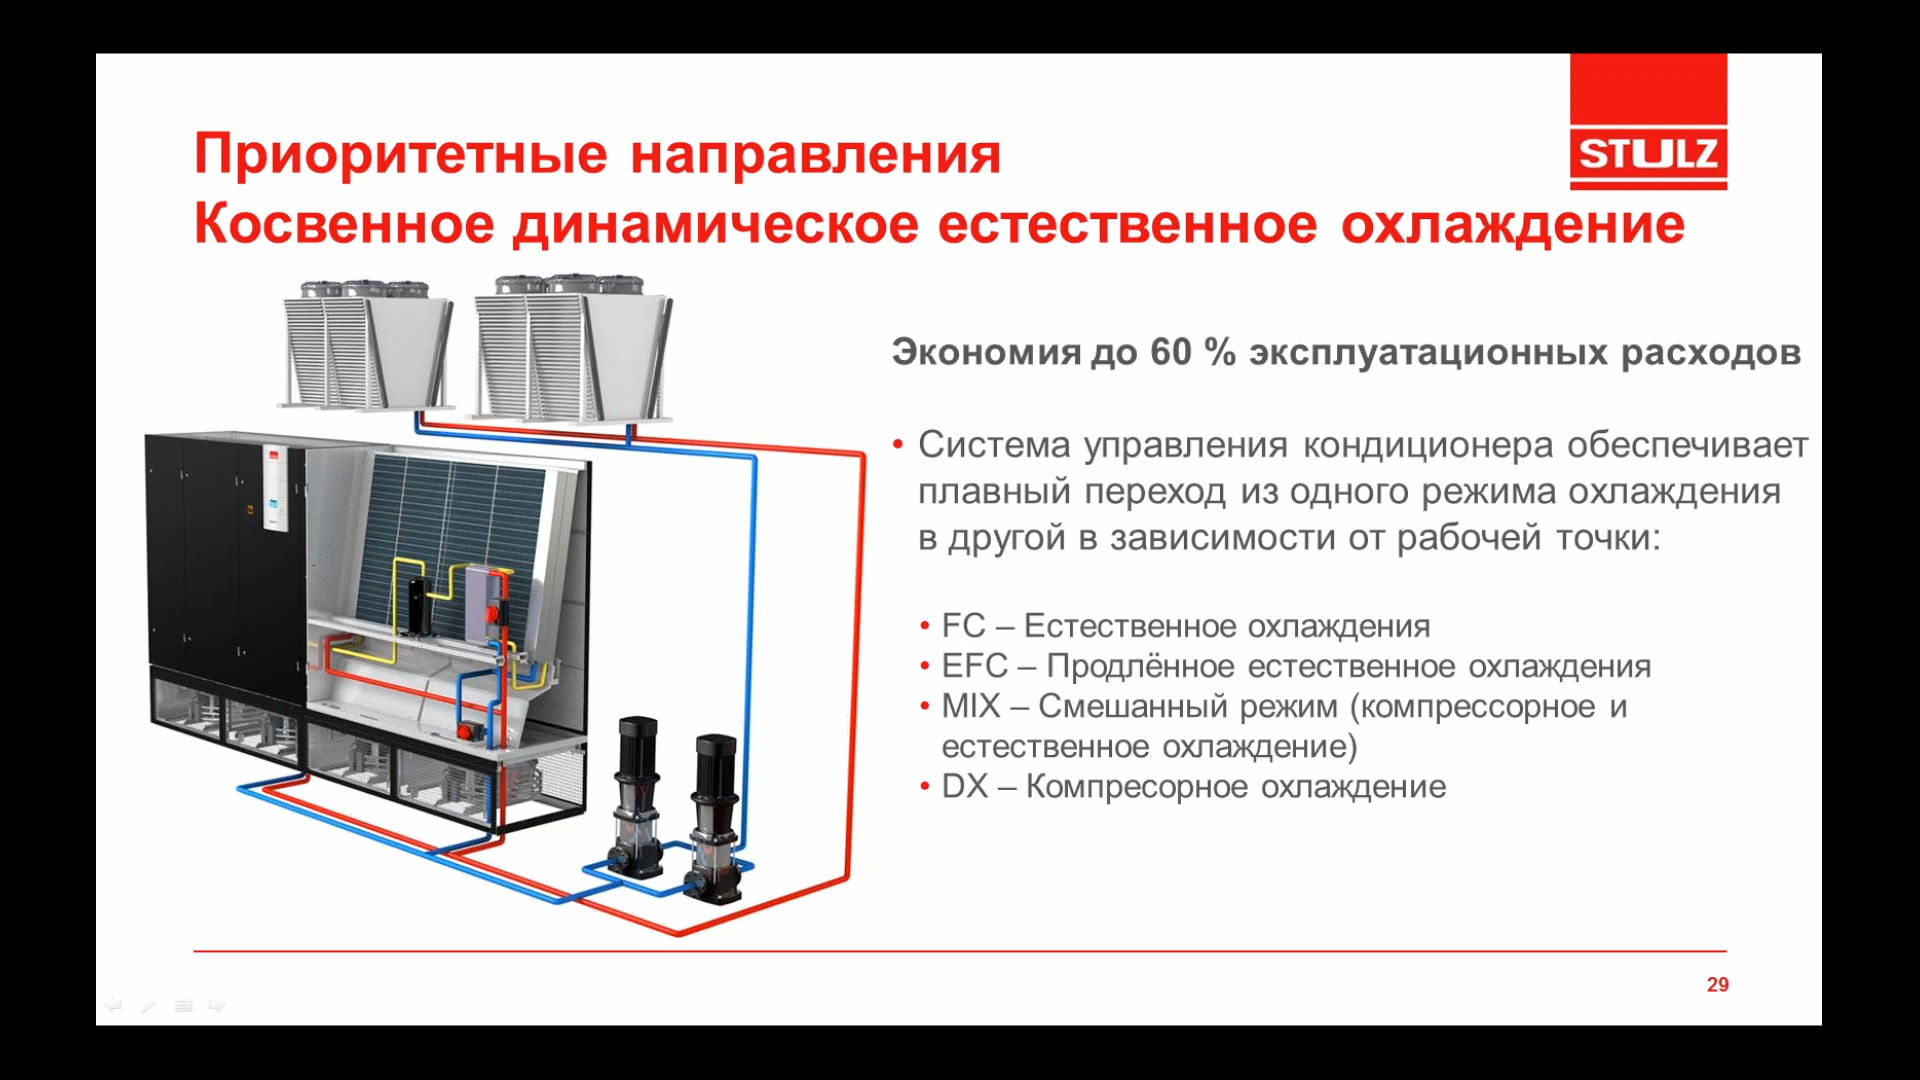 STULZ
Приоритетные направления
Косвенное динамическое естественное охлаждение
Экономия до 60 % эксплуатационных расходов
• Система управления кондиционера обеспечивает
плавный переход из одного режима охлаждения
в другой в зависимости от рабочей точки:
• FC – Естественное охлаждения
• EFC – Продлённое естественное охлаждения
• MIX – Смешанный режим (компрессорное и
естественное охлаждение)
• DX – Компресорное охлаждение
29